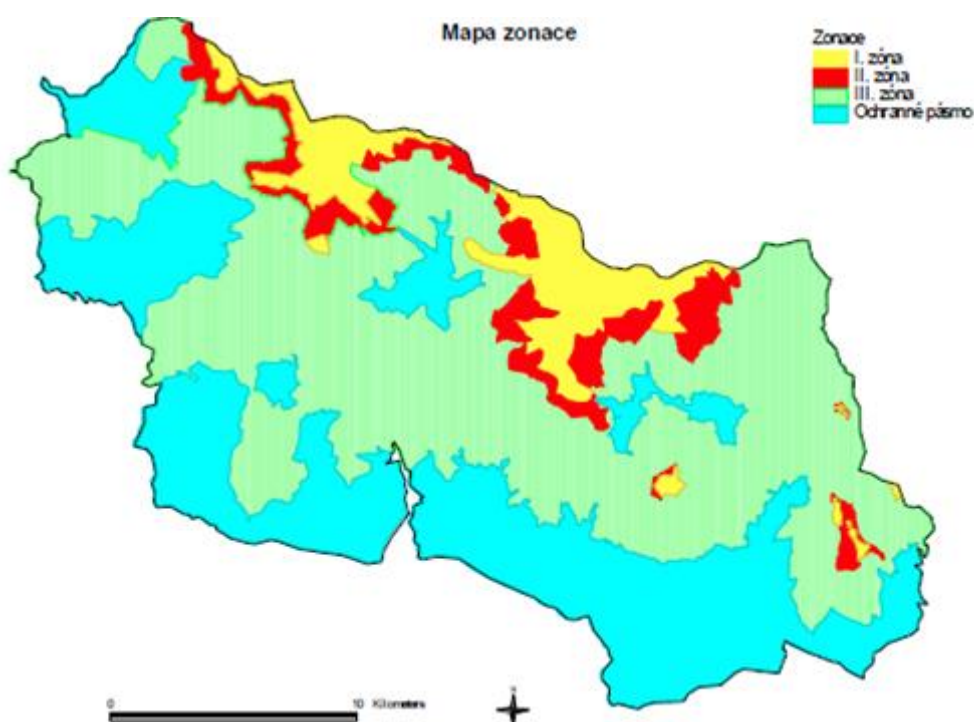 Mapa zonace
Zonace
I. zóna
II. zóna
III. zóna
Ochranné pásmo
0
10 Kilometers